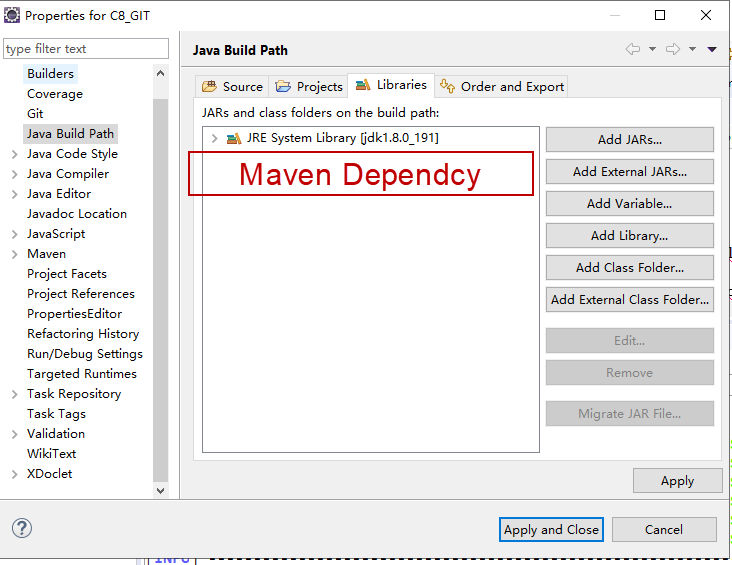 Properties for C8_GIT
type filter text
Builders
Coverage
Git
Java Build Path
Java Code Style
Java Compiler
Java Editor
Javadoc Location
JavaScript
Maven
Project Facets
Project References
PropertiesEditor
Refactoring History
Run/Debug Settings
Targeted Runtimes
Task Repository
Task Tags
Validation
WikiText
XDoclet
Java Build Path
Source
Projects
Libraries
Order and Export
JARs and class folders on the build path:
JRE System Library [jdk1.8.0_191]
Maven Dependcy
Add JARs...
Add External JARs...
Add Variable...
Add Library...
Add Class Folder...
Add External Class Folder...
Edit...
Remove
Migrate JAR File...
Apply
Apply and Close
Cancel
INFO